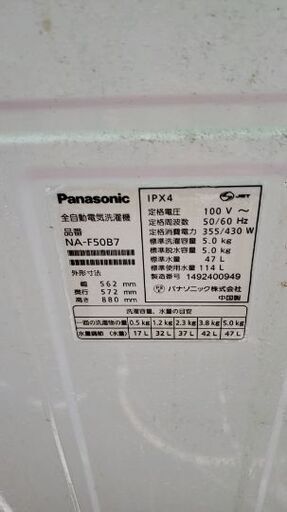 Panasonic
全自動電気洗濯機
品番
NA-F50B7
外形寸法
幅 562 mm
奥行 572 mm
高さ 880 mm
IPX4
JET
定格電圧 100 V ～
定格周波数 50/60 Hz
定格消費電力 355/430 W
標準洗濯容量 5.0 kg
標準脱水容量 5.0 kg
標準水量 47 L
標準使用水量 114 L
製造番号 1492400949
パナソニック株式会社
中国製
洗濯容量、水量の目安
一回の洗濯物の量 0.5 kg 1.2 kg 2.3 kg 3.8 kg 5.0 kg
水量調節（水量） 17 L 32 L 37 L 42 L 47 L